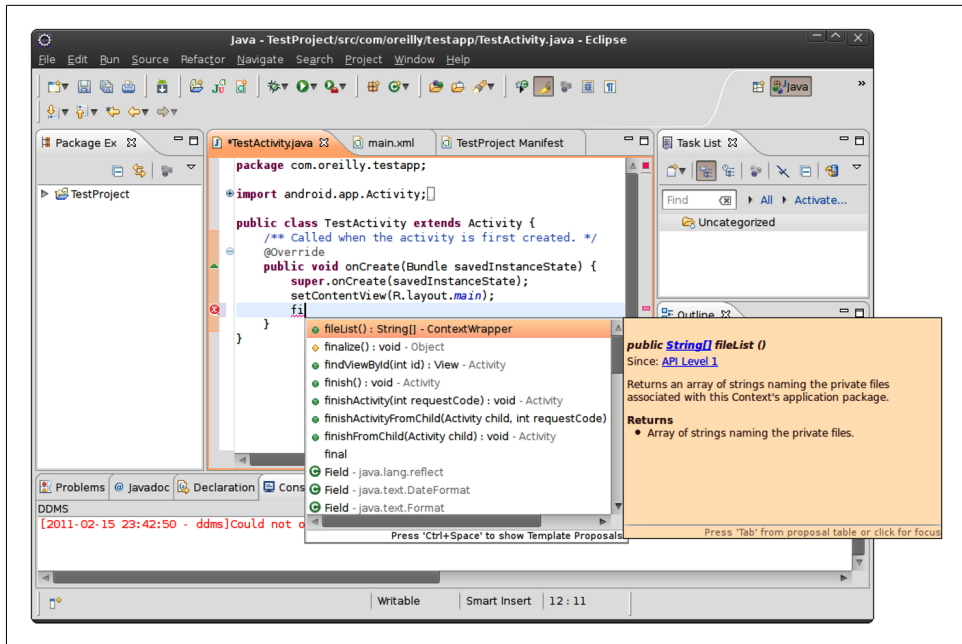 Java - TestProject/src/com/oreilly/testapp/TestActivity.java - Eclipse
File Edit Run Source Refactor Navigate Search Project Window Help
Java
Package Ex
*TestActivity.java
main.xml
TestProject Manifest
Task List
TestProject
Find
All
Activate...
Uncategorized
Outline
package com.oreilly.testapp;
import android.app.Activity;
public class TestActivity extends Activity {
/** Called when the activity is first created. */
@Override
public void onCreate(Bundle savedInstanceState) {
super.onCreate(savedInstanceState);
setContentView(R.layout.main);
fi
}
}
fileList() : String[] - ContextWrapper
finalize() : void - Object
findViewById(int id) : View - Activity
finish() : void - Activity
finishActivity(int requestCode) : void - Activity
finishActivityFromChild(Activity child, int requestCode)
finishFromChild(Activity child) : void - Activity
final
Field - java.lang.reflect
Field - java.text.DateFormat
Field - java.text.Format
Press 'Ctrl+Space' to show Template Proposals
public String[] fileList ()
Since: API Level 1
Returns an array of strings naming the private files
associated with this Context's application package.
Returns
• Array of strings naming the private files.
Press 'Tab' from proposal table or click for focus
Problems
@ Javadoc
Declaration
Cons
DDMS
[2011-02-15 23:42:50 - ddms]Could not o
Writable
Smart Insert
12 : 11